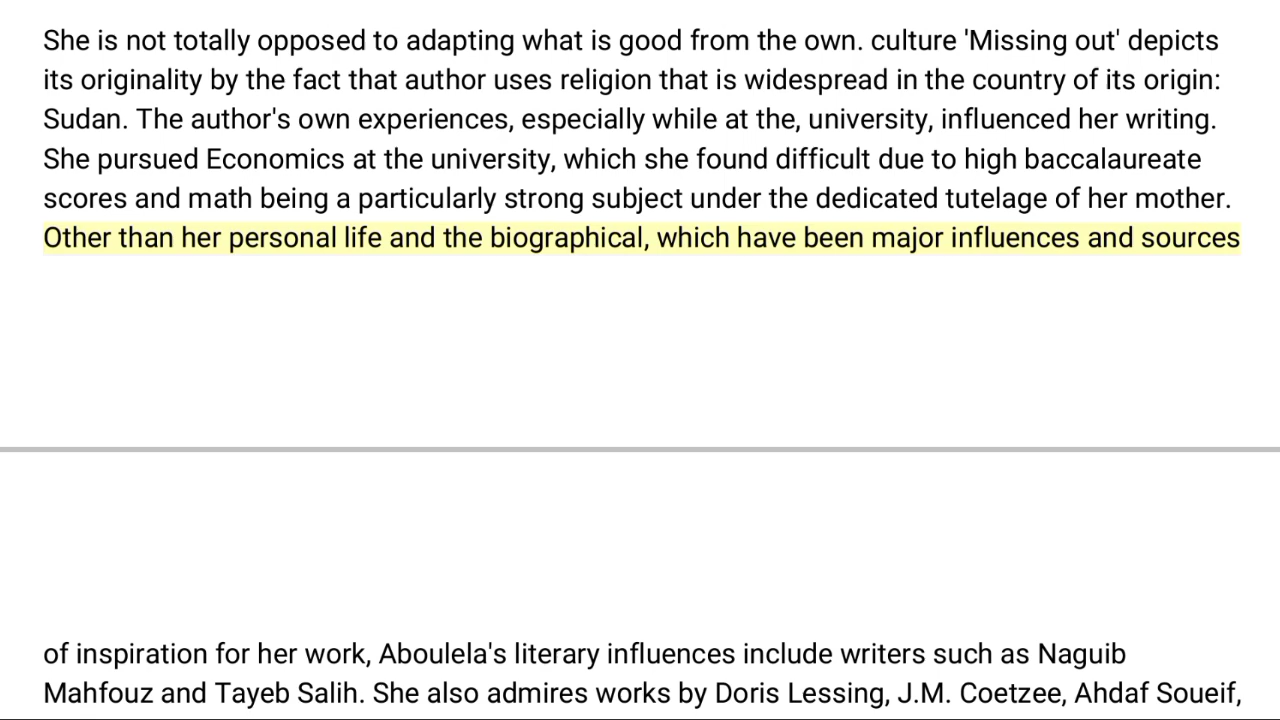 She is not totally opposed to adapting what is good from the own. culture 'Missing out' depicts
its originality by the fact that author uses religion that is widespread in the country of its origin:
Sudan. The author's own experiences, especially while at the, university, influenced her writing.
She pursued Economics at the university, which she found difficult due to high baccalaureate
scores and math being a particularly strong subject under the dedicated tutelage of her mother.
Other than her personal life and the biographical, which have been major influences and sources
of inspiration for her work, Aboulela's literary influences include writers such as Naguib
Mahfouz and Tayeb Salih. She also admires works by Doris Lessing, J.M. Coetzee, Ahdaf Soueif,